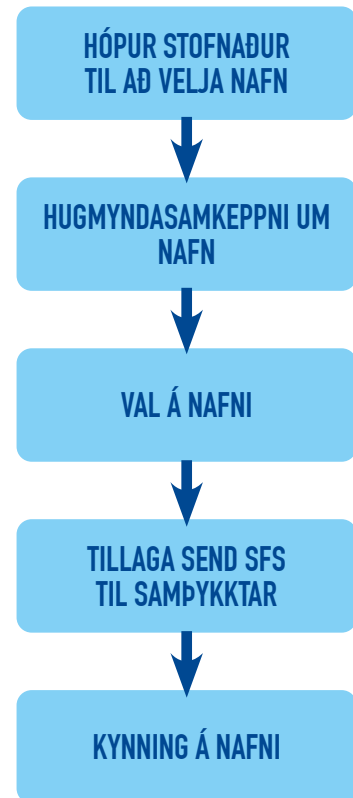 HÓPUR STOFNAÐUR
TIL AÐ VELJA NAFN
HUGMYNDASAMKEPPNI UM
NAFN
VAL Á NAFNI
TILLAGA SEND SFS
TIL SAMÞYKKTAR
KYNNING Á NAFNI